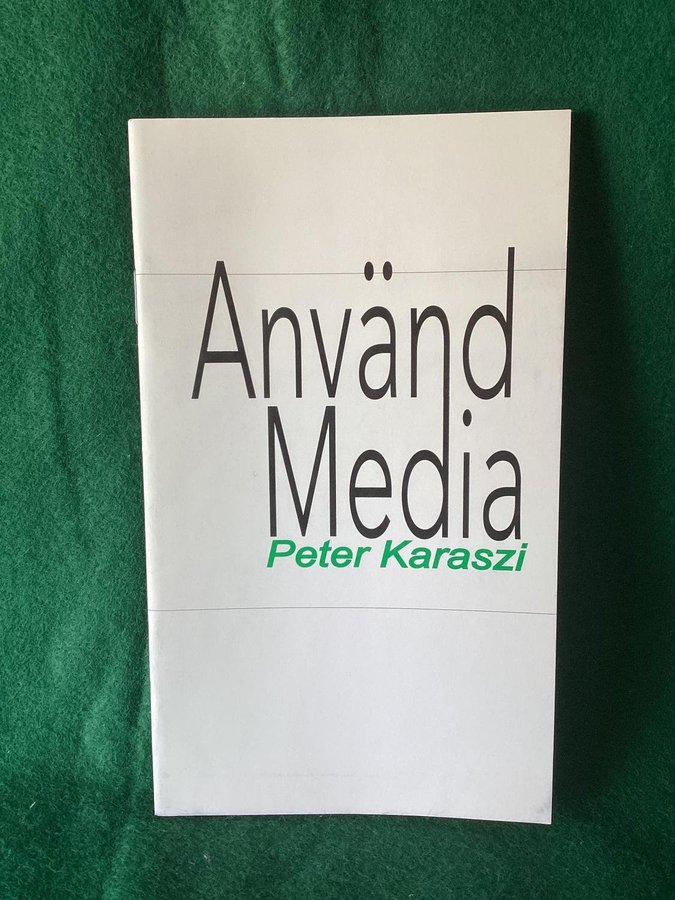 Använd
Media
Peter Karaszi